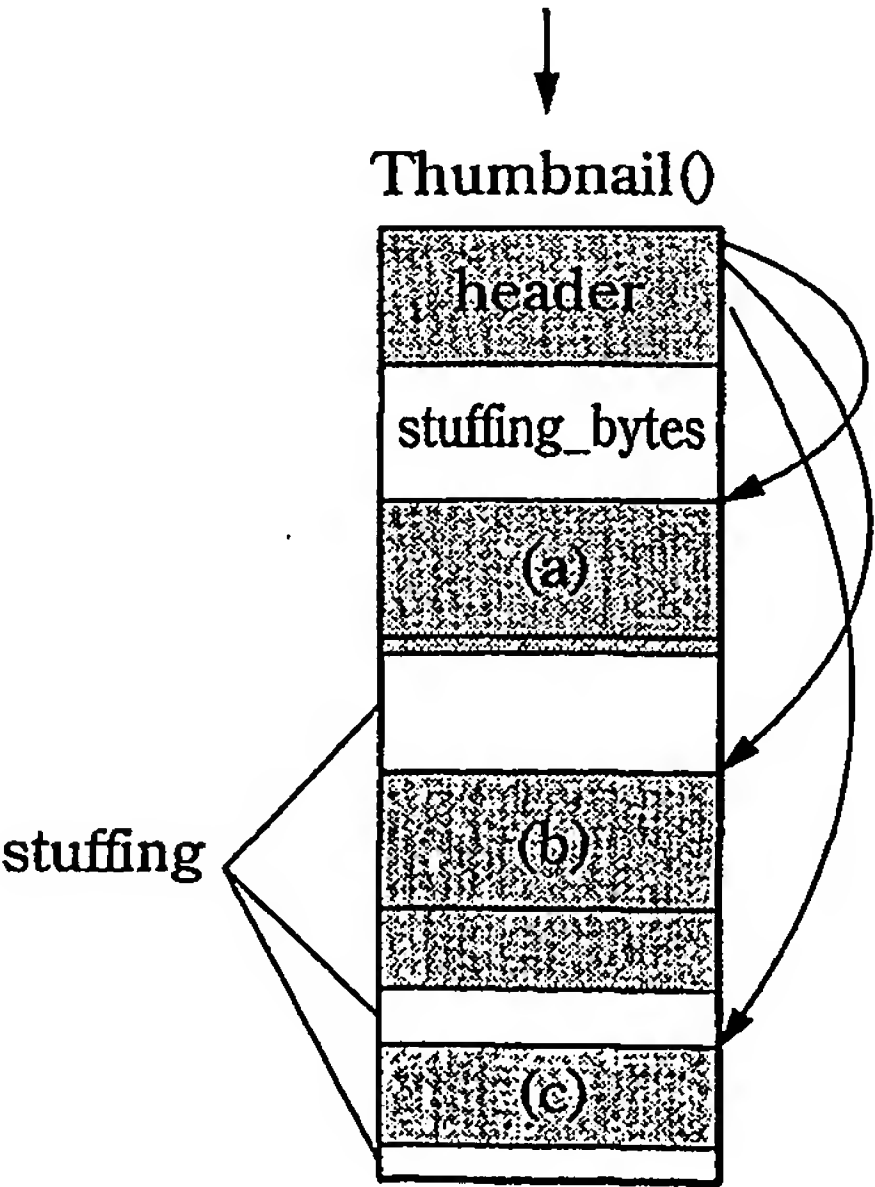 Thumbnail()
header
stuffing_bytes
(a)
(b)
stuffing
(c)